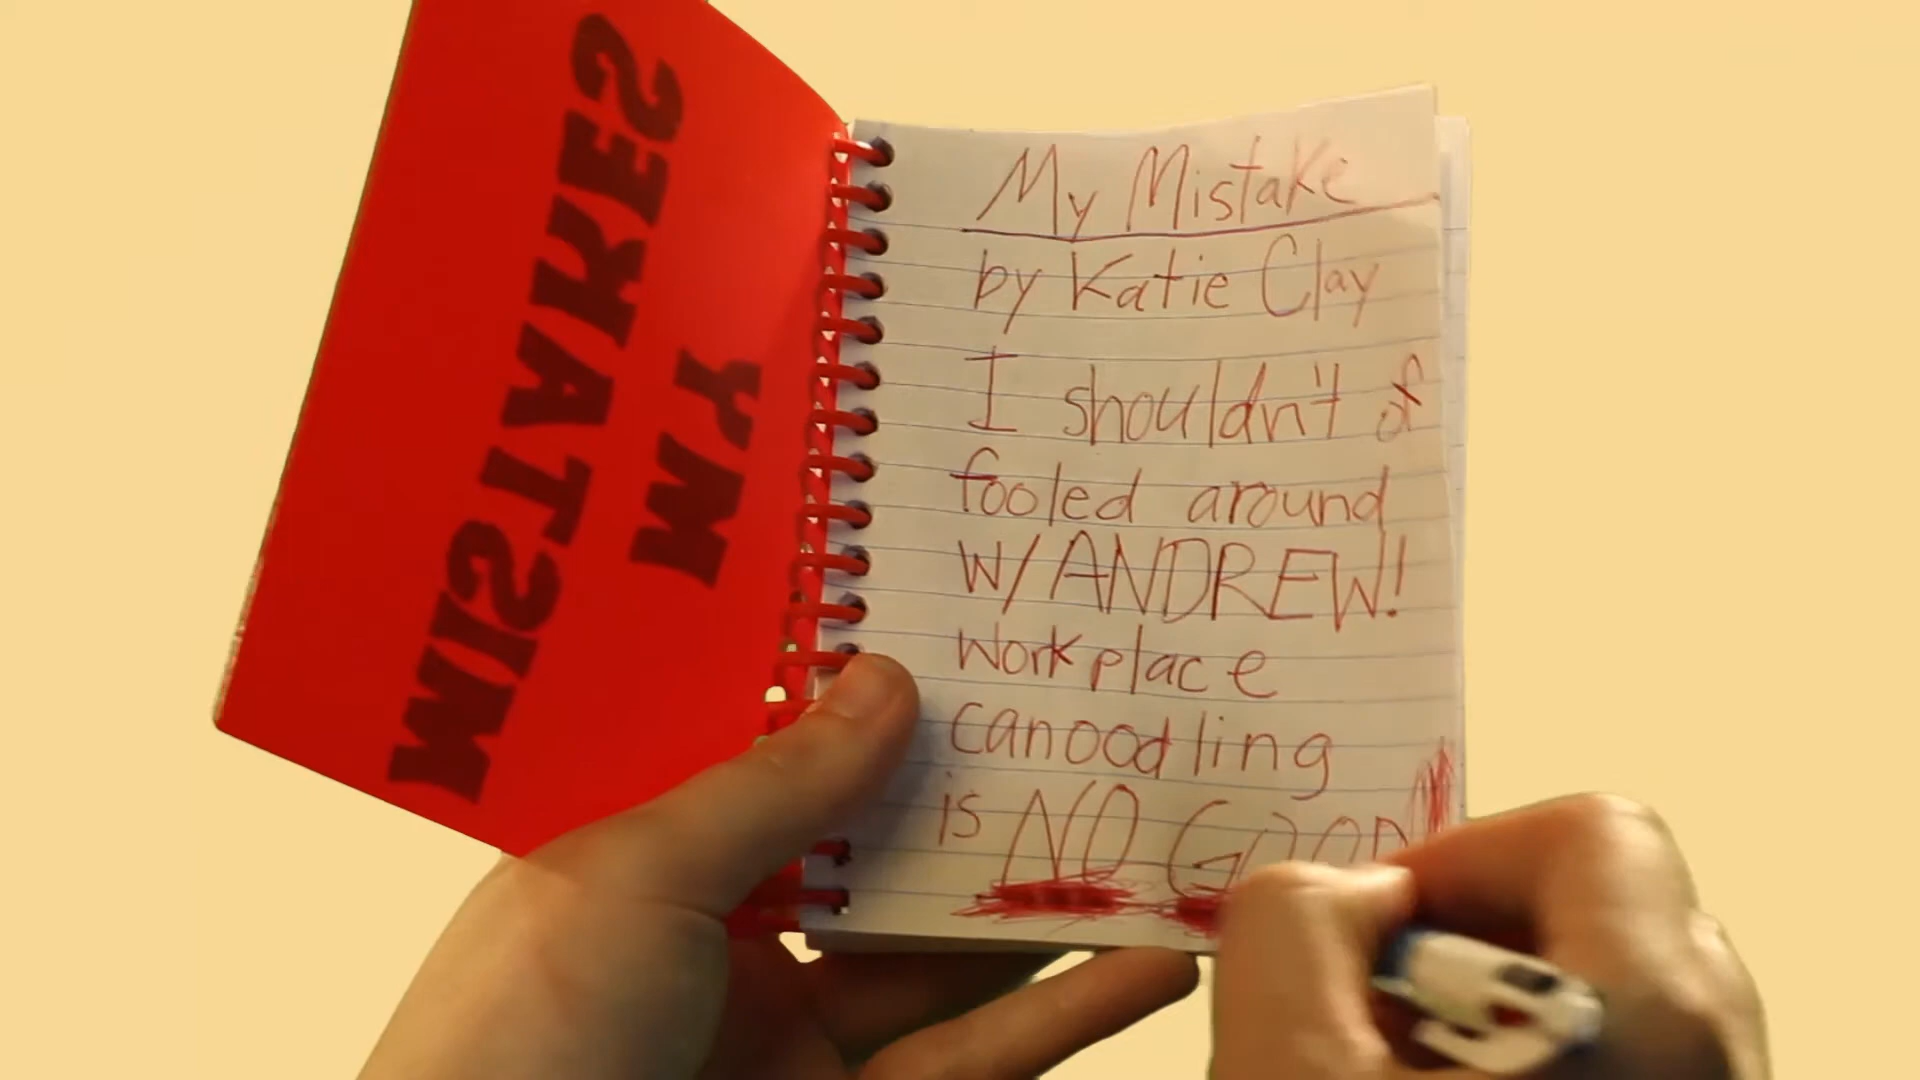 MY
MISTAKES
My Mistake
by Katie Clay
I shouldn't of
fooled around
w/ ANDREW!
Workplace
canoodling
is NO GOOD!